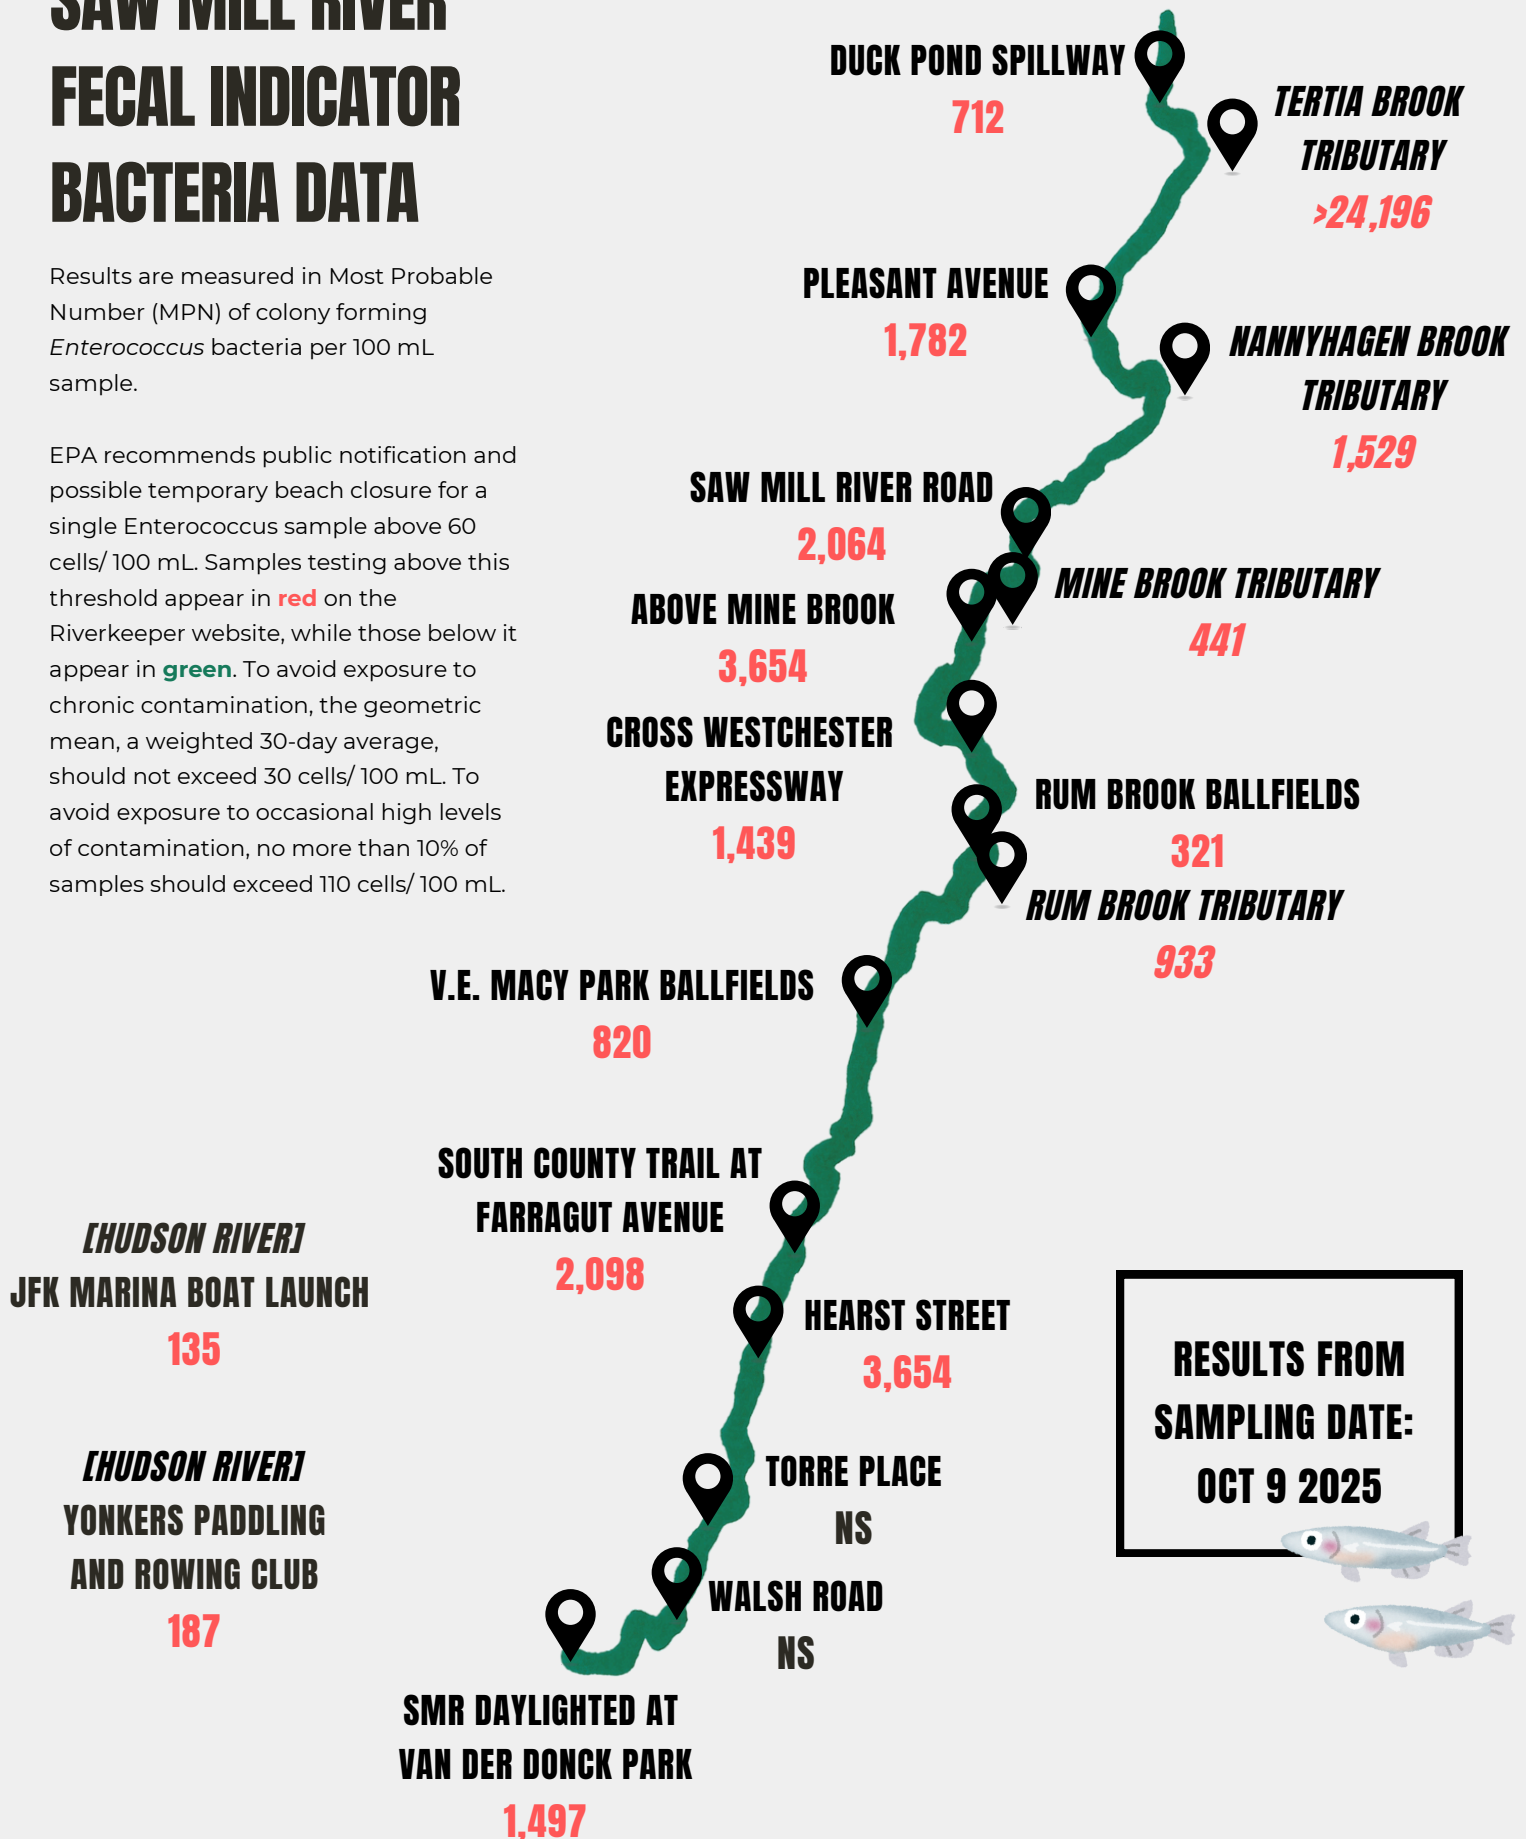 SAW MILL RIVER
FECAL INDICATOR
BACTERIA DATA
Results are measured in Most Probable
Number (MPN) of colony forming
Enterococcus bacteria per 100 mL
sample.
EPA recommends public notification and
possible temporary beach closure for a
single Enterococcus sample above 60
cells/ 100 mL. Samples testing above this
threshold appear in red on the
Riverkeeper website, while those below it
appear in green. To avoid exposure to
chronic contamination, the geometric
mean, a weighted 30-day average,
should not exceed 30 cells/ 100 mL. To
avoid exposure to occasional high levels
of contamination, no more than 10% of
samples should exceed 110 cells/ 100 mL.
DUCK POND SPILLWAY
712
TERTIA BROOK
TRIBUTARY
>24,196
PLEASANT AVENUE
1,782
NANNYHAGEN BROOK
TRIBUTARY
1,529
SAW MILL RIVER ROAD
2,064
MINE BROOK TRIBUTARY
441
ABOVE MINE BROOK
3,654
CROSS WESTCHESTER
EXPRESSWAY
1,439
RUM BROOK BALLFIELDS
321
RUM BROOK TRIBUTARY
933
V.E. MACY PARK BALLFIELDS
820
SOUTH COUNTY TRAIL AT
FARRAGUT AVENUE
2,098
[HUDSON RIVER]
JFK MARINA BOAT LAUNCH
135
HEARST STREET
3,654
[HUDSON RIVER]
YONKERS PADDLING
AND ROWING CLUB
187
TORRE PLACE
NS
WALSH ROAD
NS
SMR DAYLIGHTED AT
VAN DER DONCK PARK
1,497
RESULTS FROM
SAMPLING DATE:
OCT 9 2025